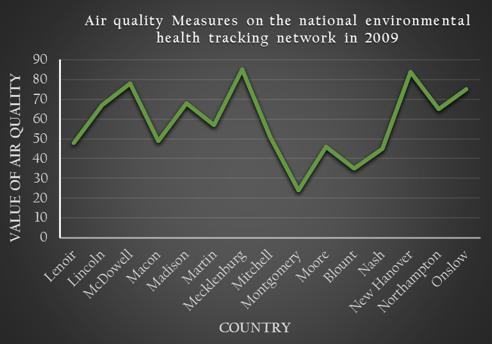 Air quality Measures on the national environmental
health tracking network in 2009
VALUE OF AIR QUALITY
90
80
70
60
50
40
30
20
10
0
Lenoir
Lincoln
McDowell
Macon
Madison
Martin
Mecklenburg
Mitchell
Montgomery
Moore
Blount
Nash
New Hanover
Northampton
Onslow
COUNTRY